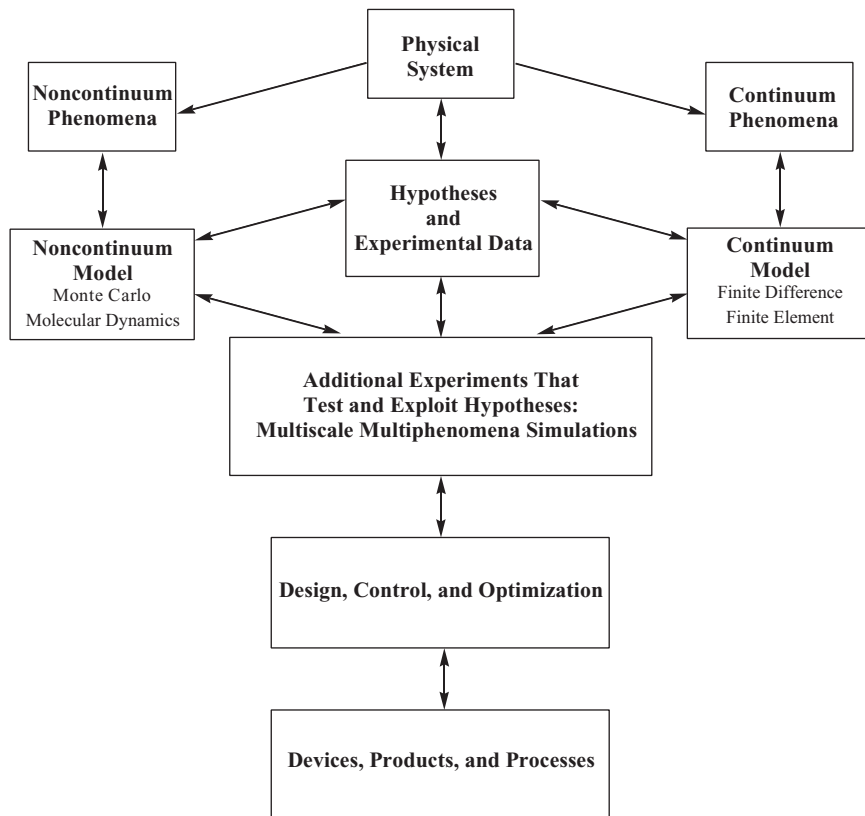 Physical
System
Noncontinuum
Phenomena
Continuum
Phenomena
Hypotheses
and
Experimental Data
Noncontinuum
Model
Monte Carlo
Molecular Dynamics
Continuum
Model
Finite Difference
Finite Element
Additional Experiments That
Test and Exploit Hypotheses:
Multiscale Multiphenomena Simulations
Design, Control, and Optimization
Devices, Products, and Processes